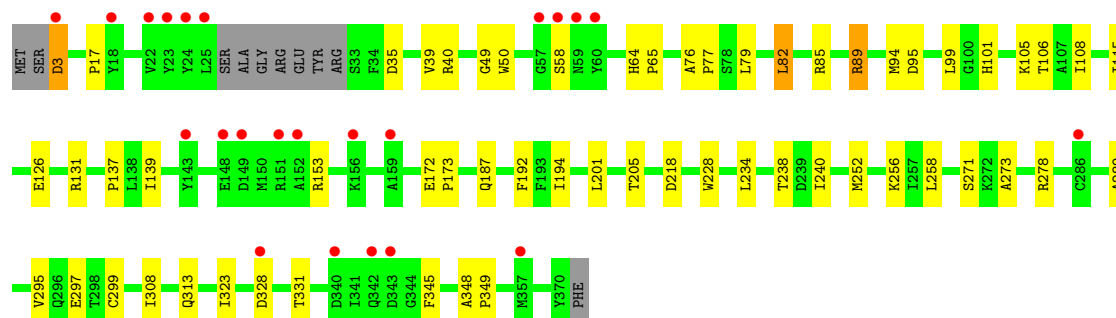 MET SER D3 P17 Y18 V22 Y23 Y24 L25 SER ALA GLY ARG GLU TYR ARG S33 F34 D35 V39 R40 G49 W50 G57 S58 N59 Y60 H64 P65 A76 P77 S78 L79 L82 R85 R89 M94 D95 L99 G100 H101 K105 T106 A107 I108
E126 R131 P137 L138 I139 Y143 E148 D149 M150 R151 A152 R153 K156 A159 E172 P173 Q187 F192 F193 I194 L201 T205 D218 W228 L234 T238 D239 I240 M252 K256 I257 L258 S271 K272 A273 R278 C286
V295 Q296 E297 T298 C299 I308 Q313 I323 D328 T331 D340 I341 Q342 D343 G344 F345 A348 P349 M357 Y370 PHE